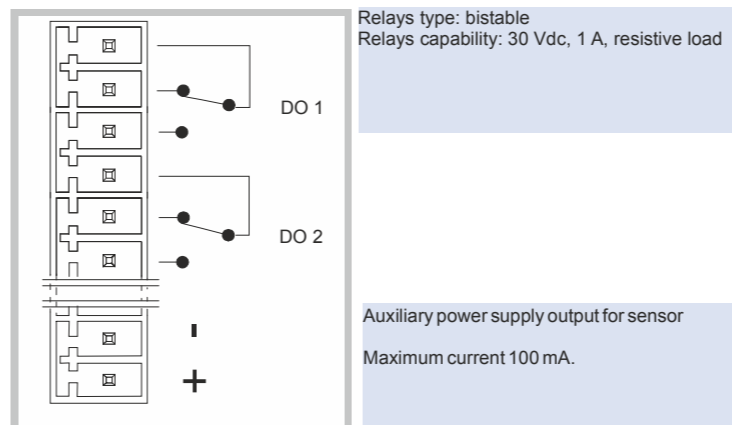 Relays type: bistable
Relays capability: 30 Vdc, 1 A, resistive load
DO 1
DO 2
Auxiliary power supply output for sensor
Maximum current 100 mA.
-
+